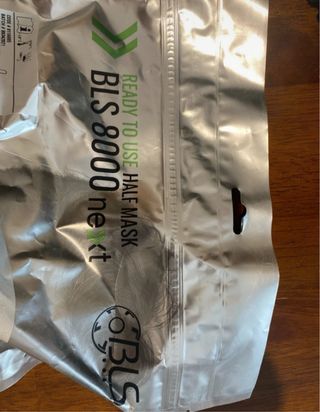 READY TO USE HALF MASK
BLS 8000 next
BLS